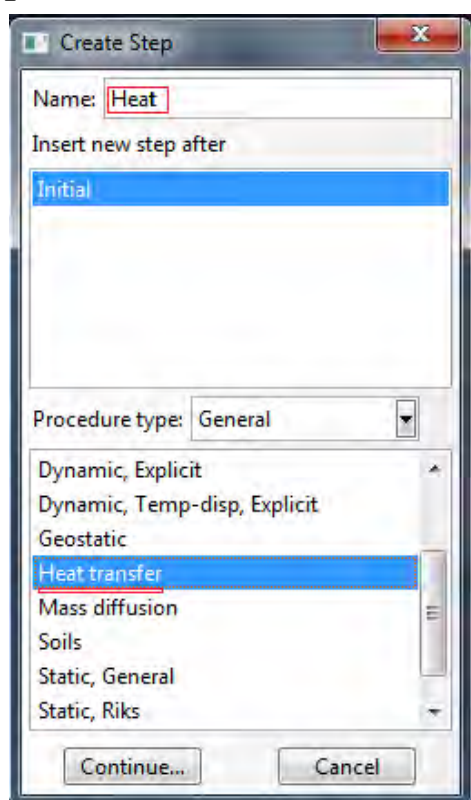 Create Step
Name: Heat
Insert new step after
Initial
Procedure type: General
Dynamic, Explicit
Dynamic, Temp-disp, Explicit
Geostatic
Heat transfer
Mass diffusion
Soils
Static, General
Static, Riks
Continue... Cancel